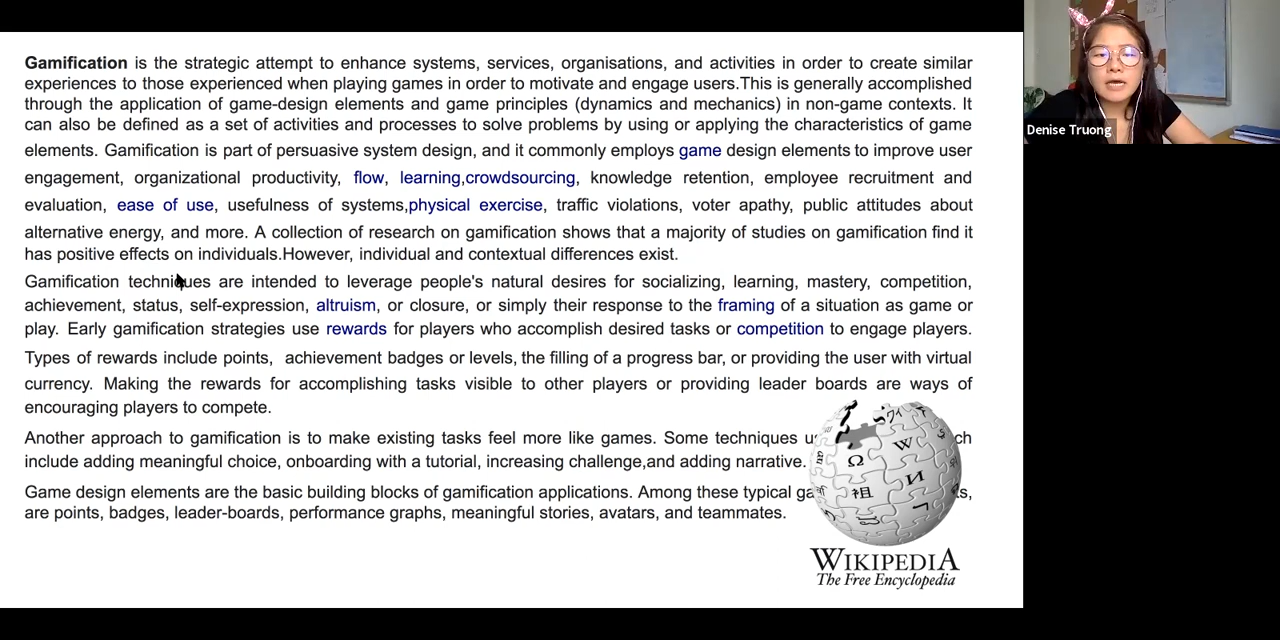 Gamification is the strategic attempt to enhance systems, services, organisations, and activities in order to create similar
experiences to those experienced when playing games in order to motivate and engage users.This is generally accomplished
through the application of game-design elements and game principles (dynamics and mechanics) in non-game contexts. It
can also be defined as a set of activities and processes to solve problems by using or applying the characteristics of game
elements. Gamification is part of persuasive system design, and it commonly employs game design elements to improve user
engagement, organizational productivity, flow, learning,crowdsourcing, knowledge retention, employee recruitment and
evaluation, ease of use, usefulness of systems,physical exercise, traffic violations, voter apathy, public attitudes about
alternative energy, and more. A collection of research on gamification shows that a majority of studies on gamification find it
has positive effects on individuals.However, individual and contextual differences exist.
Gamification techniques are intended to leverage people's natural desires for socializing, learning, mastery, competition,
achievement, status, self-expression, altruism, or closure, or simply their response to the framing of a situation as game or
play. Early gamification strategies use rewards for players who accomplish desired tasks or competition to engage players.
Types of rewards include points, achievement badges or levels, the filling of a progress bar, or providing the user with virtual
currency. Making the rewards for accomplishing tasks visible to other players or providing leader boards are ways of
encouraging players to compete.
Another approach to gamification is to make existing tasks feel more like games. Some techniques
include adding meaningful choice, onboarding with a tutorial, increasing challenge,and adding narrative.
Game design elements are the basic building blocks of gamification applications. Among these typical
are points, badges, leader-boards, performance graphs, meaningful stories, avatars, and teammates.
Ω W И 祖
WIKIPEDIA
The Free Encyclopedia
Denise Truong